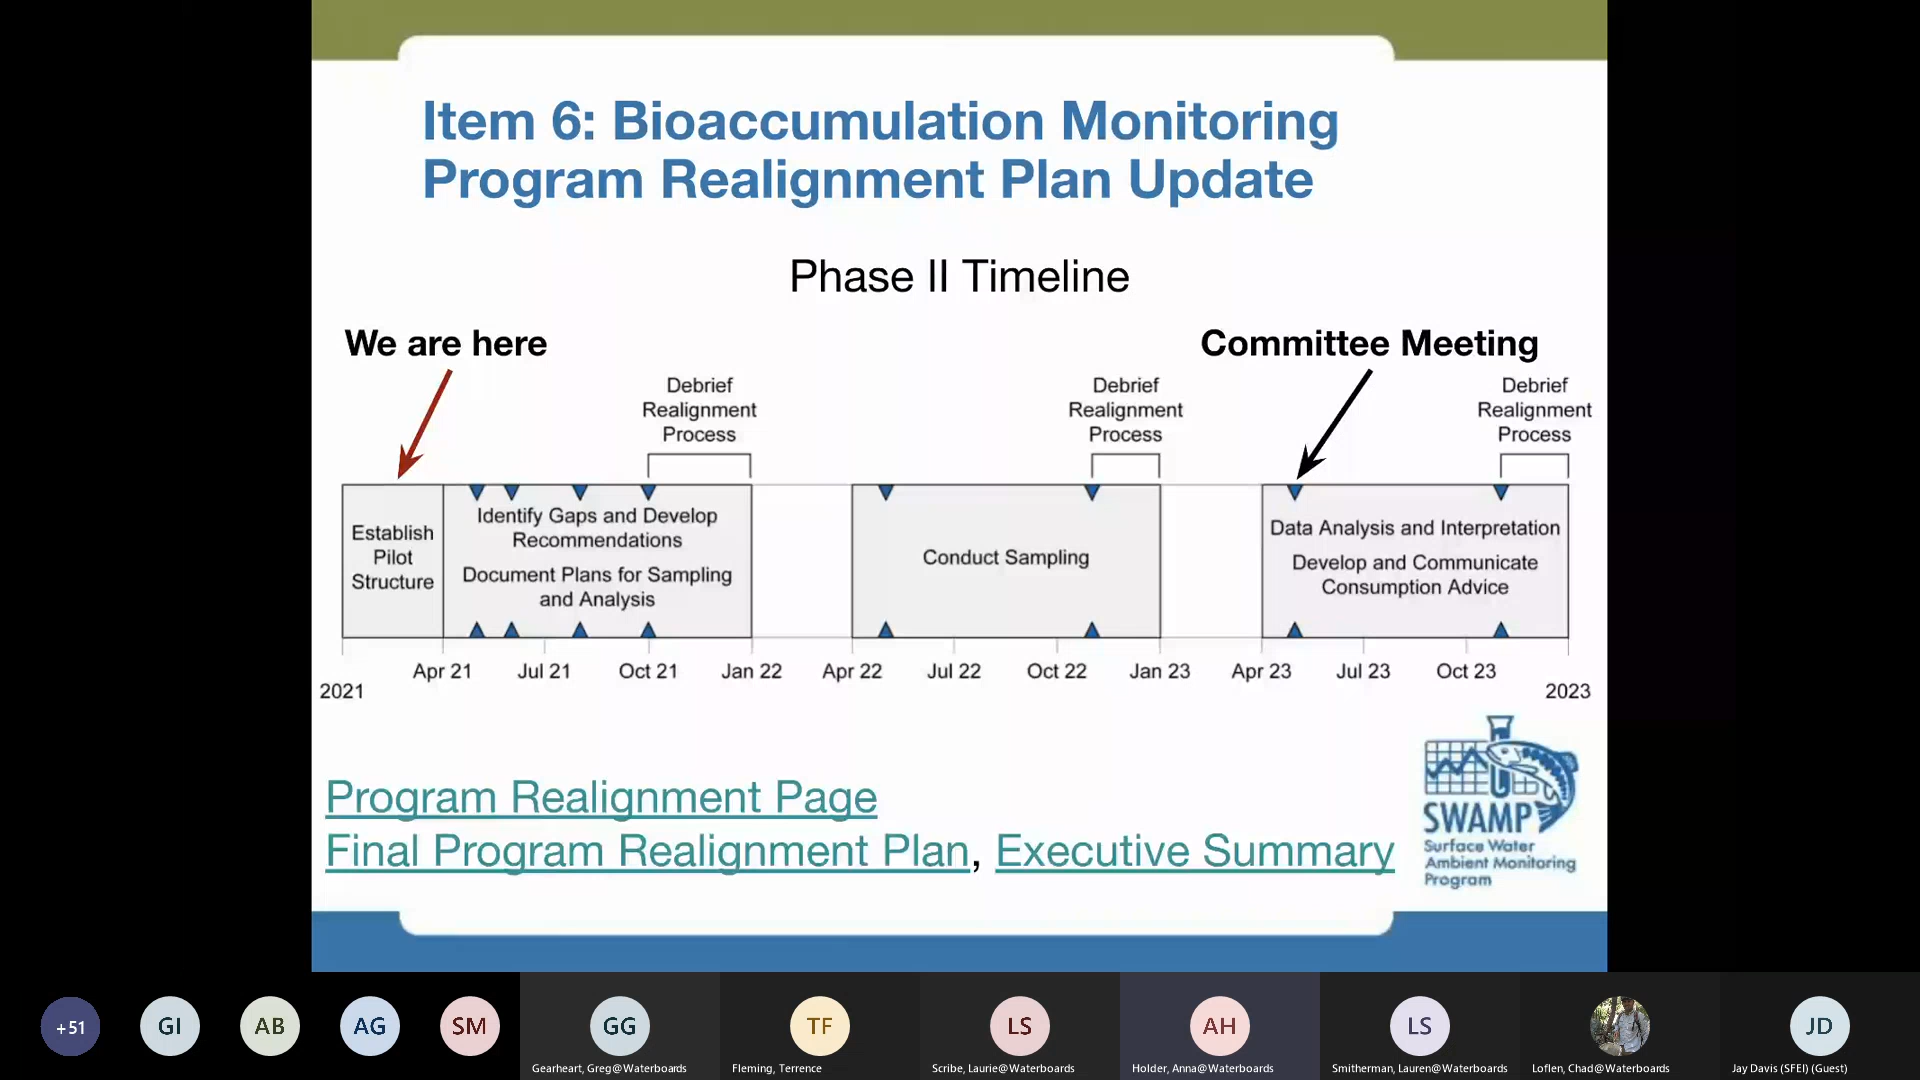 Item 6: Bioaccumulation Monitoring
Program Realignment Plan Update
Phase II Timeline
We are here
Committee Meeting
Debrief
Realignment
Process
Debrief
Realignment
Process
Debrief
Realignment
Process
Establish
Pilot
Structure
Identify Gaps and Develop
Recommendations
Document Plans for Sampling
and Analysis
Conduct Sampling
Data Analysis and Interpretation
Develop and Communicate
Consumption Advice
Apr 21
Jul 21
Oct 21
Jan 22
Apr 22
Jul 22
Oct 22
Jan 23
Apr 23
Jul 23
Oct 23
2021
2023
Program Realignment Page
Final Program Realignment Plan, Executive Summary
SWAMP
Surface Water
Ambient Monitoring
Program
+51
GI
AB
AG
SM
GG
TF
LS
AH
LS
JD
Gearheart, Greg@Waterboards
Fleming, Terrence
Scribe, Laurie@Waterboards
Holder, Anna@Waterboards
Smitherman, Lauren@Waterboards
Loflen, Chad@Waterboards
Jay Davis (SFEI) (Guest)